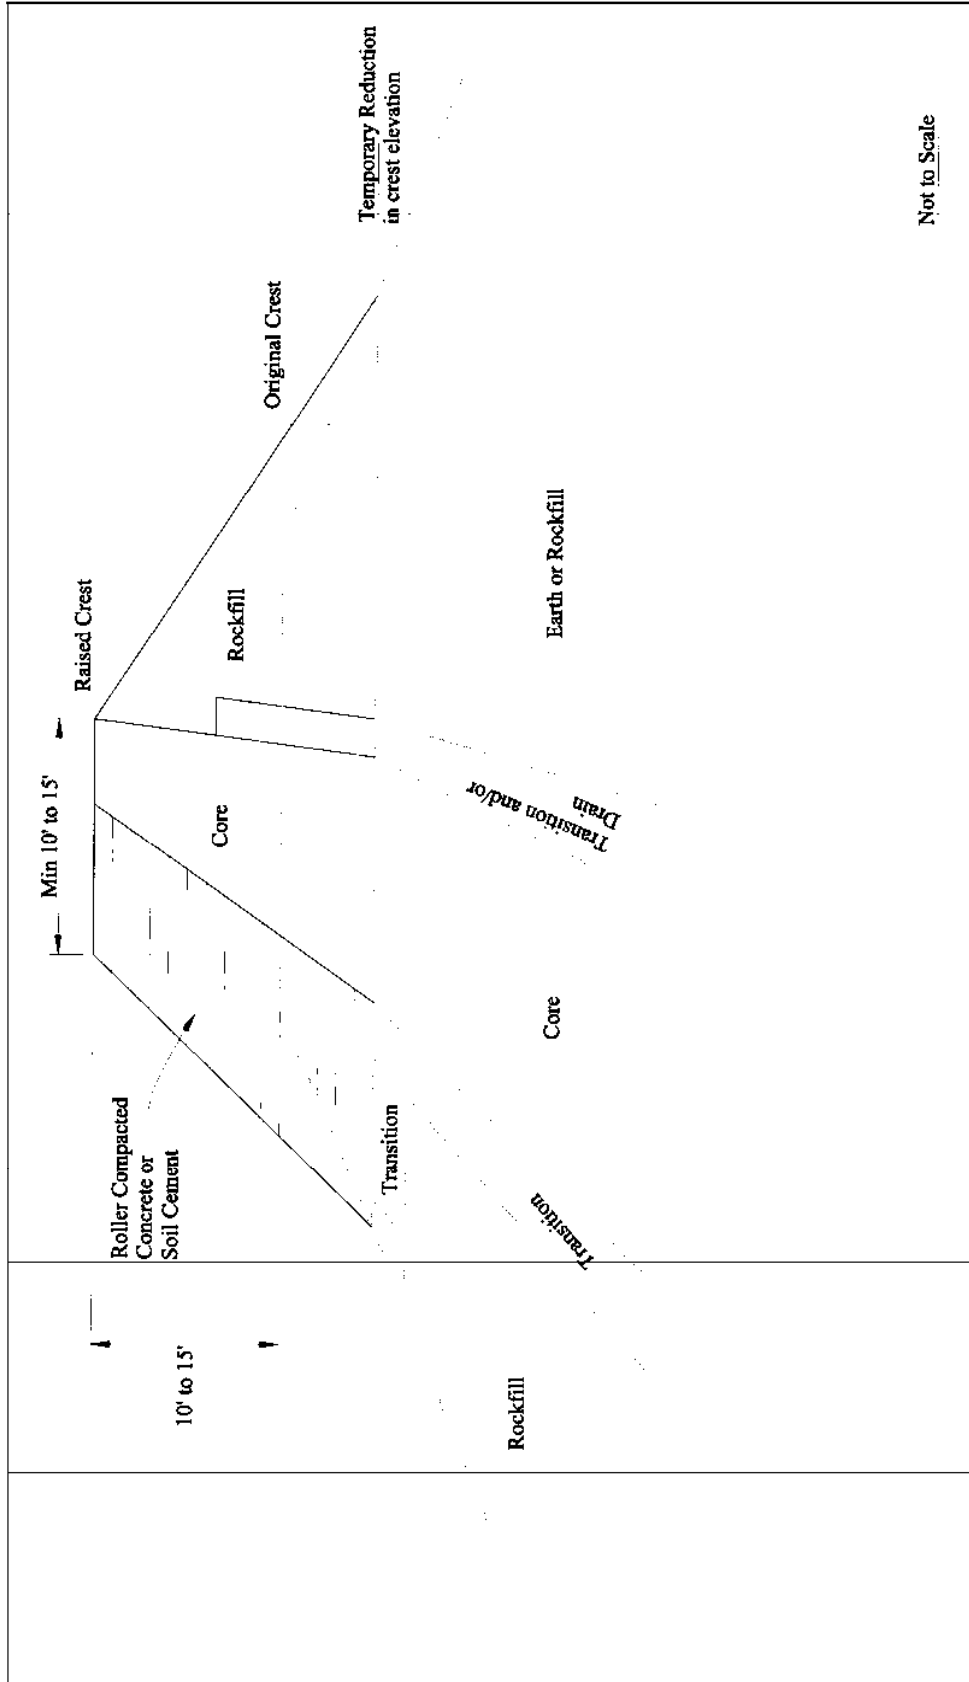 Min 10' to 15'
Raised Crest
Roller Compacted
Concrete or
Soil Cement
10' to 15'
Core
Rockfill
Original Crest
Temporary Reduction
in crest elevation
Transition
Transition and/or
Drain
Transition
Rockfill
Core
Earth or Rockfill
Not to Scale